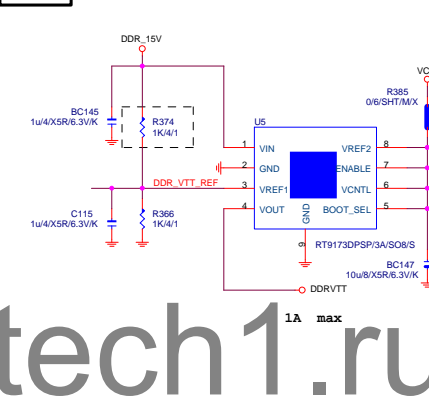 DDR_15V
VC
R385
0/6/SHT/M/X
BC145
1u/4/X5R/6.3V/K
R374
1K/4/1
U5
1 VIN VREF2 8
2 GND ENABLE 7
DDR_VTT_REF 3 VREF1 VCNTL 6
4 VOUT BOOT_SEL 5
GND
9
C115
1u/4/X5R/6.3V/K
R366
1K/4/1
RT9173DPSP/3A/SO8/S
BC147
10u/8/X5R/6.3V/K
DDRVTT
1A max
tech1.ru